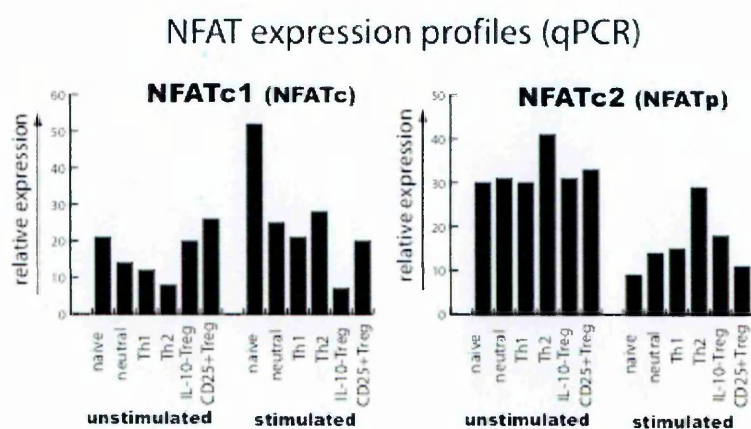 NFAT expression profiles (qPCR)
NFATc1 (NFATc)
relative expression
60
50
40
30
20
10
0
naive
neutral
Th1
Th2
IL-10-Treg
CD25+Treg
naive
neutral
Th1
Th2
IL-10-Treg
CD25+Treg
unstimulated
stimulated
NFATc2 (NFATp)
relative expression
50
40
30
20
10
0
naive
neutral
Th1
Th2
IL-10-Treg
CD25+Treg
naive
neutral
Th1
Th2
IL-10-Treg
CD25+Treg
unstimulated
stimulated